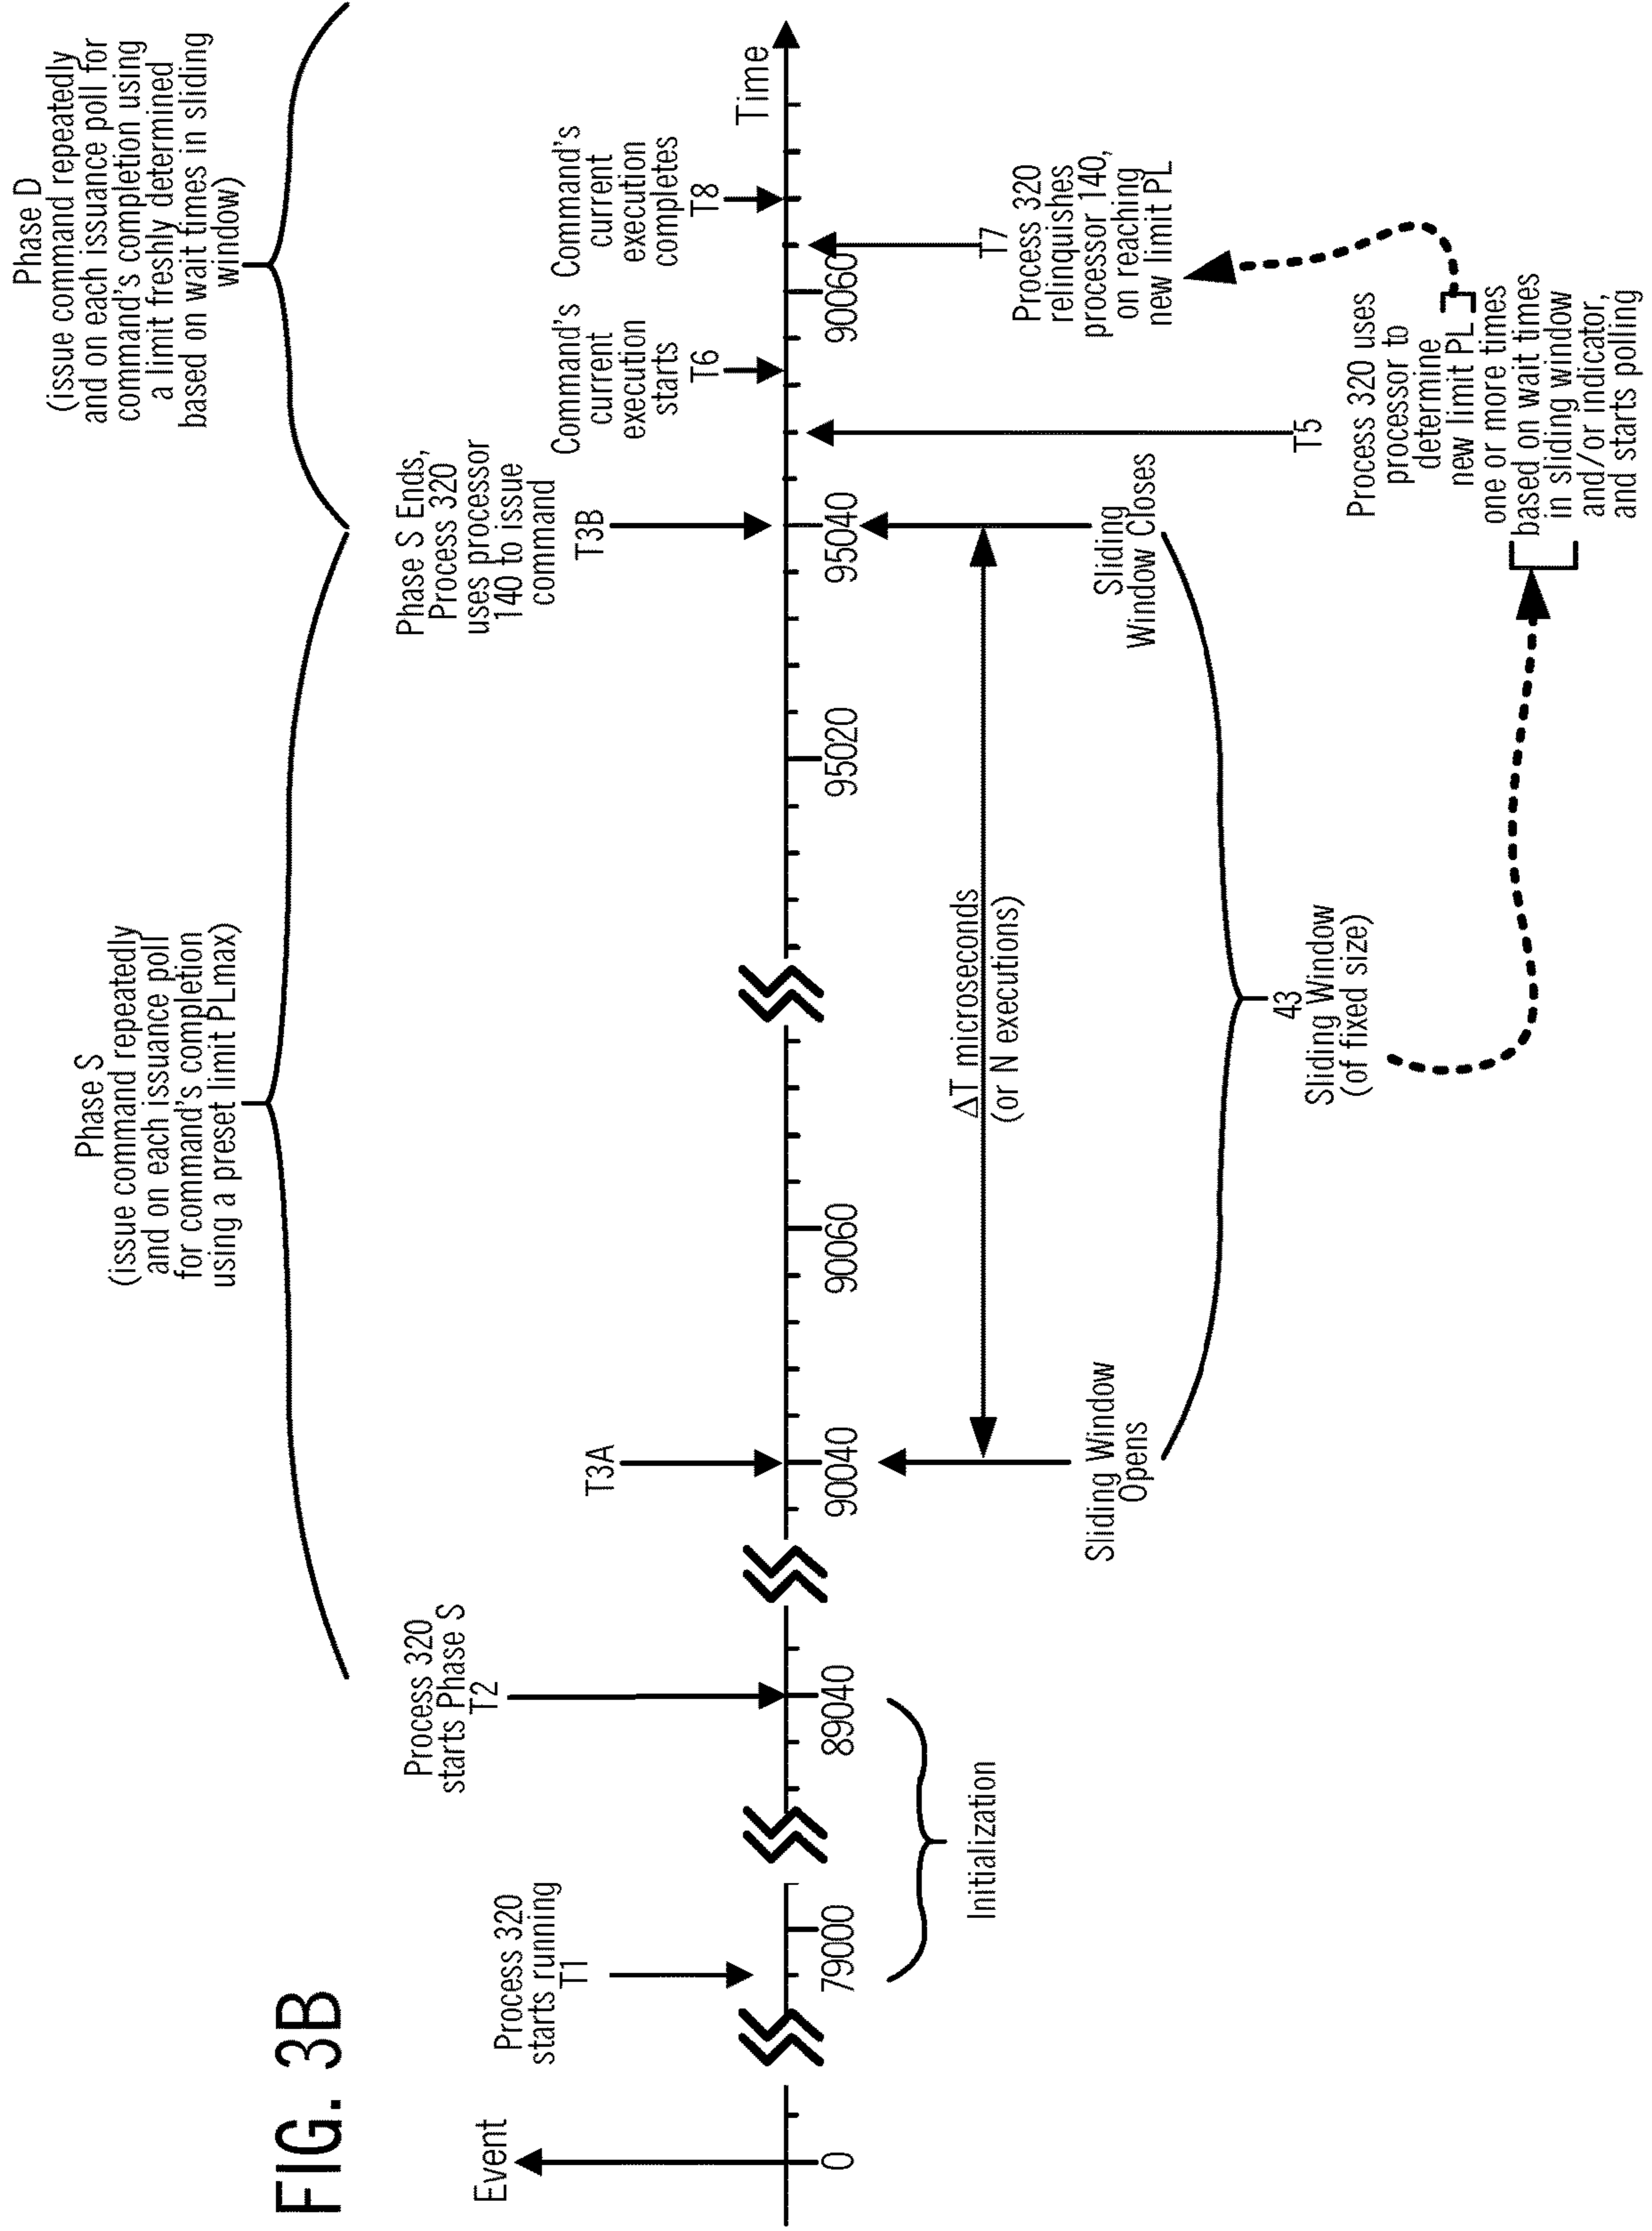 FIG. 3B
Phase S
(issue command repeatedly
and on each issuance poll
for command's completion
using a preset limit PLmax)
Phase D
(issue command repeatedly
and on each issuance poll for
command's completion using
a limit freshly determined
based on wait times in sliding
window)
Event
Process 320
starts running
T1
Process 320
starts Phase S
T2
T3A
Phase S Ends,
Process 320
uses processor
140 to issue
command
T3B
Command's
current
execution
starts
T6
Command's
current
execution
completes
T8
Time
0
79000
89040
90040
90060
95020
95040
90060
Initialization
ΔT microseconds
(or N executions)
Sliding Window
Opens
Sliding
Window Closes
43
Sliding Window
(of fixed size)
T5
Process 320 uses
processor to
determine
new limit PL
one or more times
based on wait times
in sliding window
and/or indicator,
and starts polling
T7
Process 320
relinquishes
processor 140,
on reaching
new limit PL